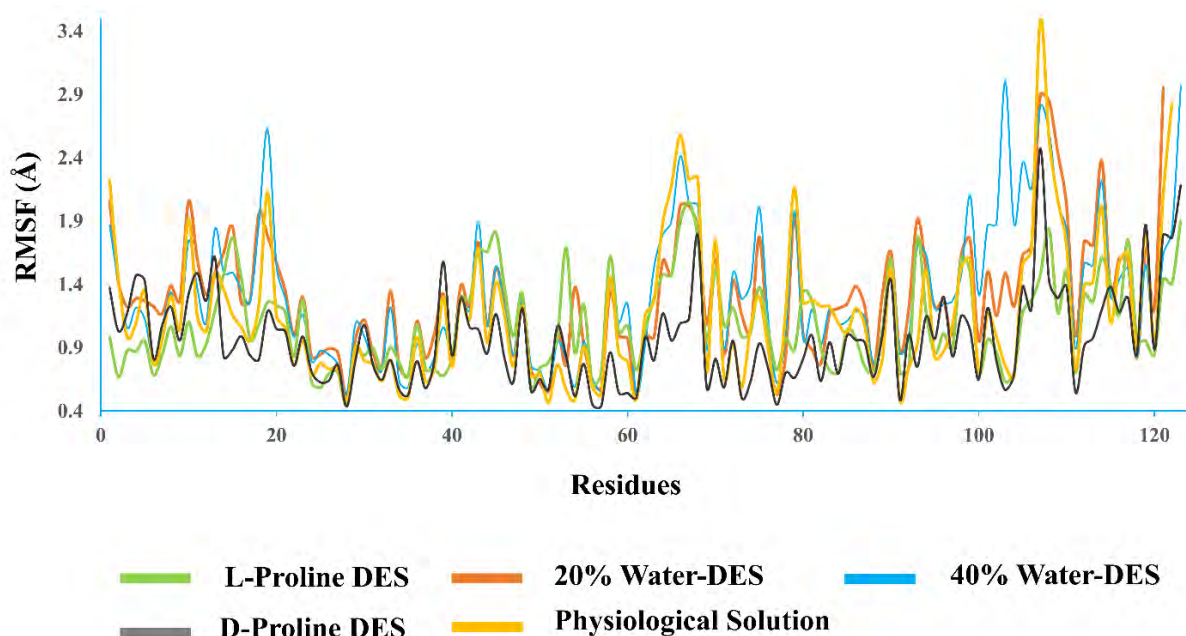 3.4
2.9
2.4
1.9
1.4
0.9
0.4
RMSF (Å)
0 20 40 60 80 100 120
Residues
L-Proline DES 20% Water-DES 40% Water-DES
D-Proline DES Physiological Solution